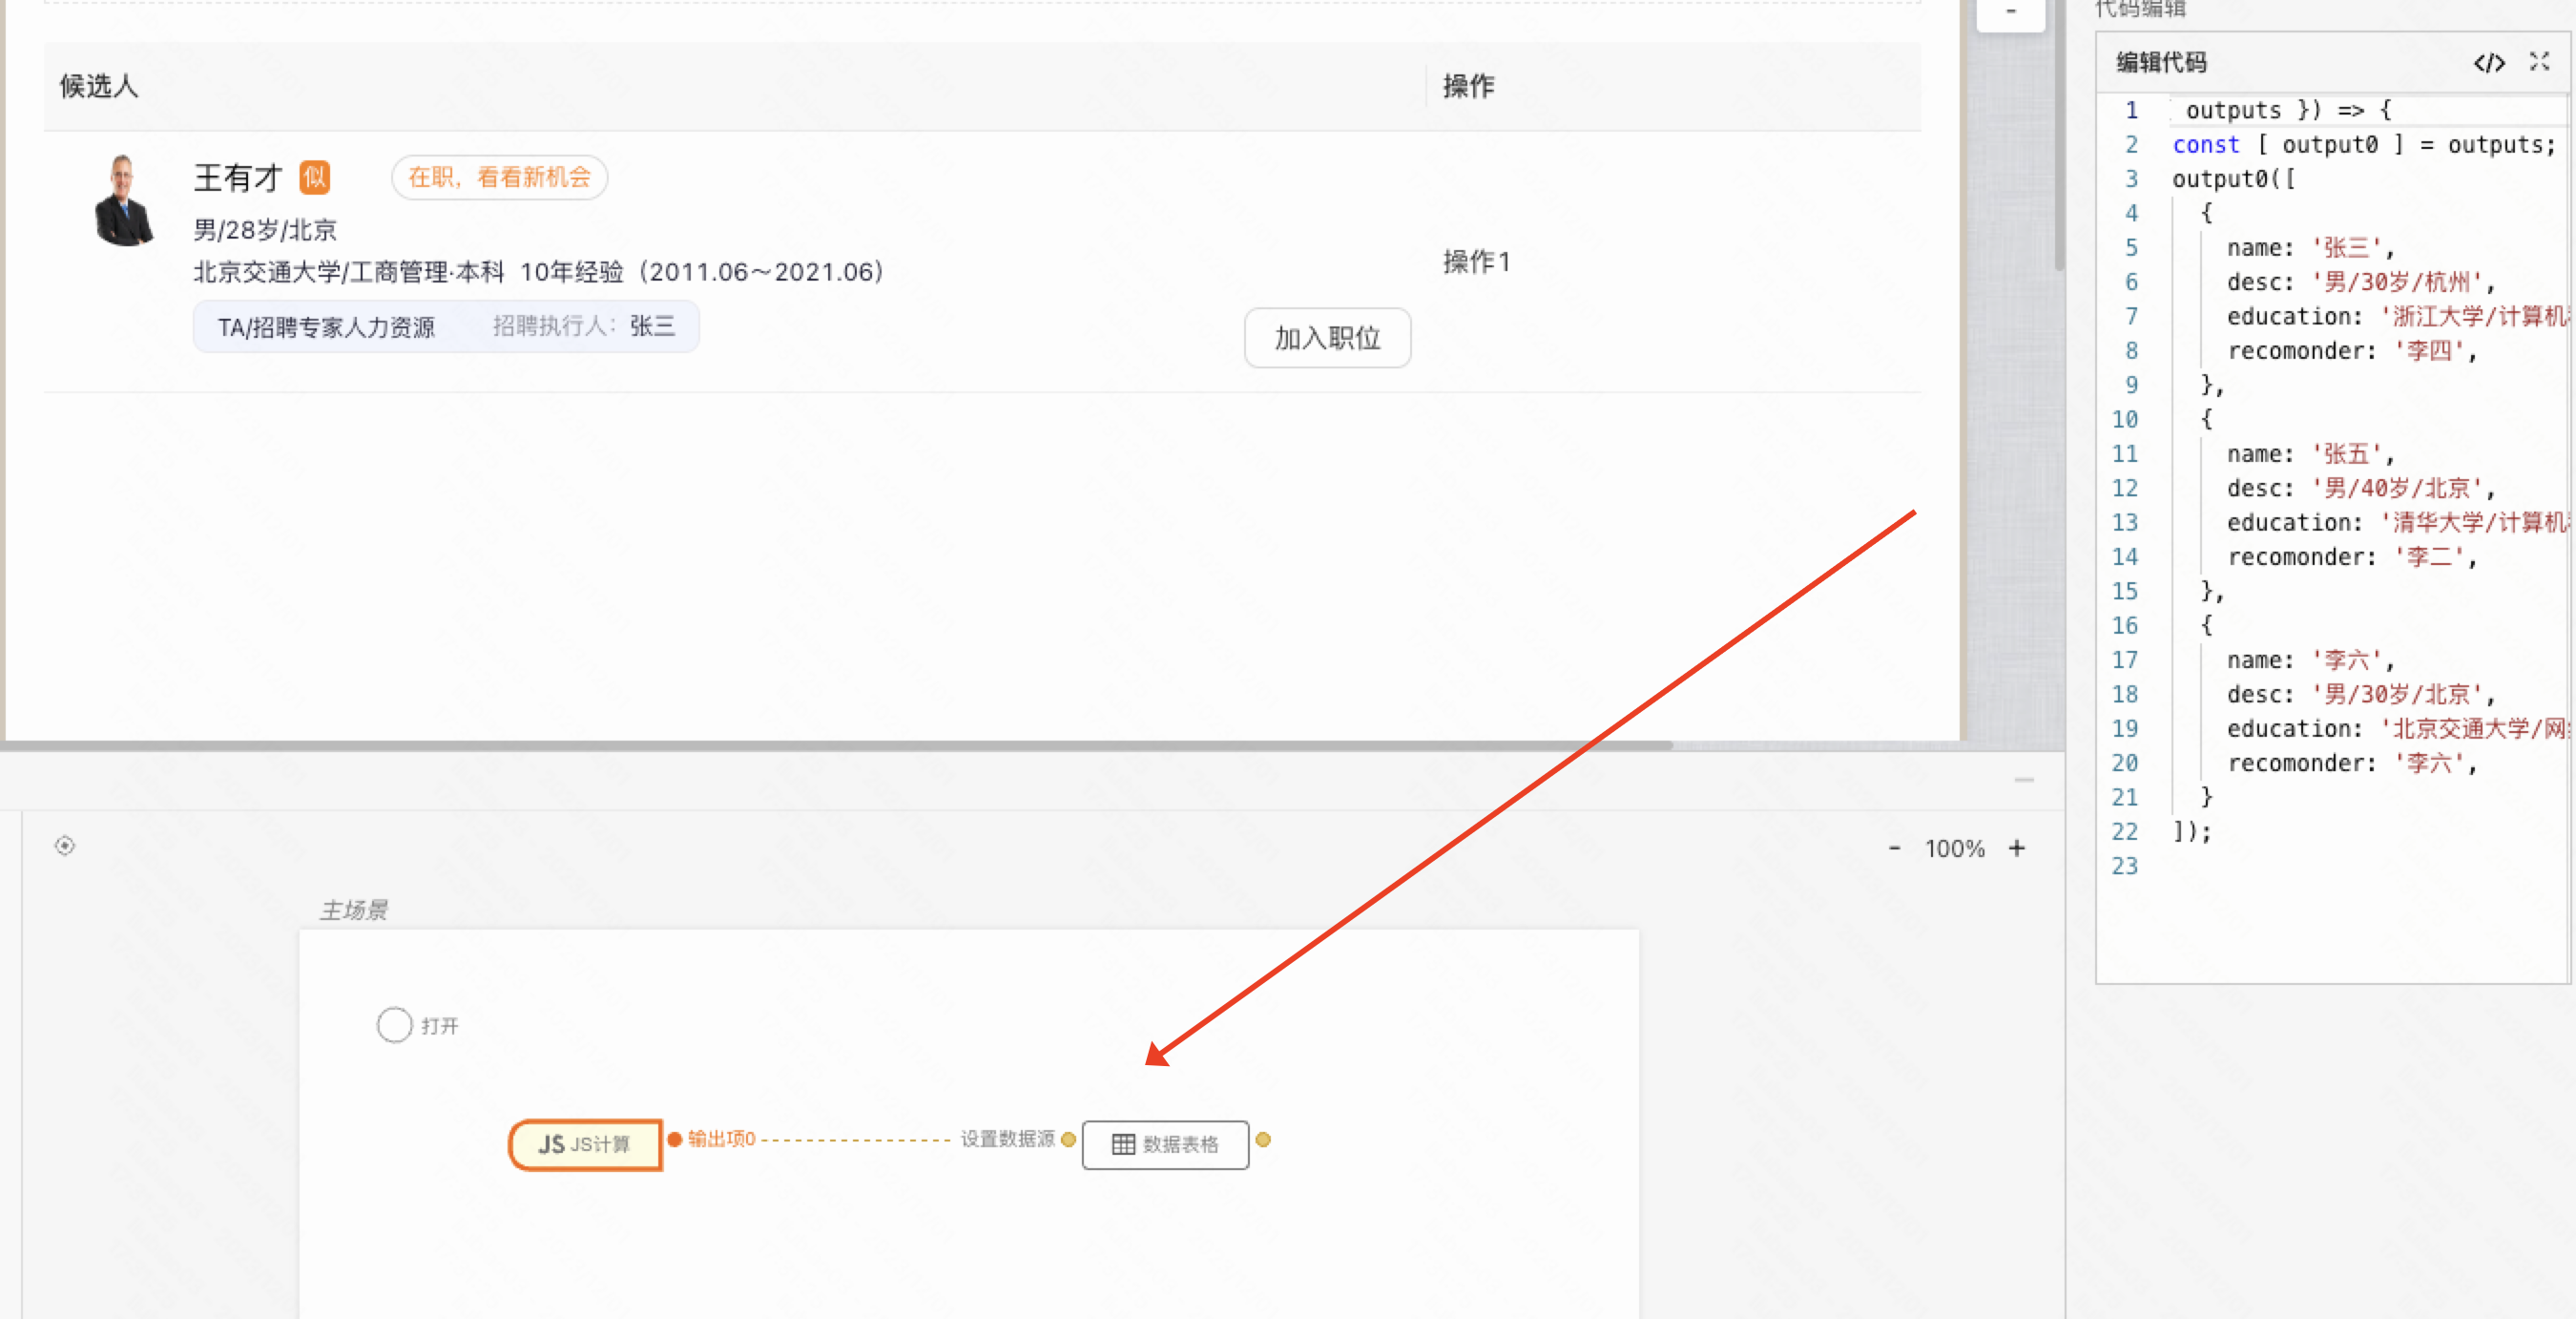 候选人 操作
王有才 似 在职，看看新机会
男/28岁/北京
北京交通大学/工商管理·本科 10年经验（2011.06～2021.06）
操作1
TA/招聘专家人力资源 招聘执行人：张三
加入职位
-
- 100% +
主场景
打开
JS JS计算 输出项0 设置数据源 数据表格
代码编辑
编辑代码 </>
1 outputs }) => {
2 const [ output0 ] = outputs;
3 output0([
4 {
5 name: '张三',
6 desc: '男/30岁/杭州',
7 education: '浙江大学/计算机
8 recomonder: '李四',
9 },
10 {
11 name: '张五',
12 desc: '男/40岁/北京',
13 education: '清华大学/计算机
14 recomonder: '李二',
15 },
16 {
17 name: '李六',
18 desc: '男/30岁/北京',
19 education: '北京交通大学/网
20 recomonder: '李六',
21 }
22 ]);
23